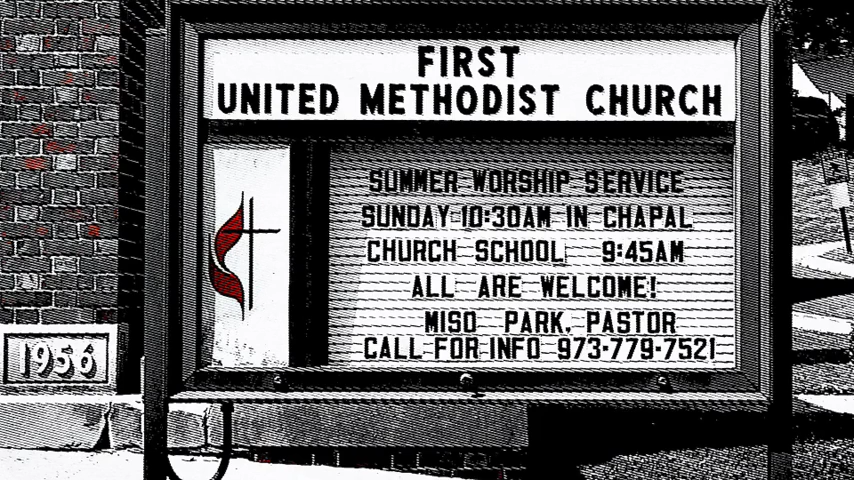 FIRST
UNITED METHODIST CHURCH
SUMMER WORSHIP SERVICE
SUNDAY 10:30AM IN CHAPAL
CHURCH SCHOOL 9:45AM
ALL ARE WELCOME!
MISO PARK, PASTOR
CALL FOR INFO 973-779-7521
1956